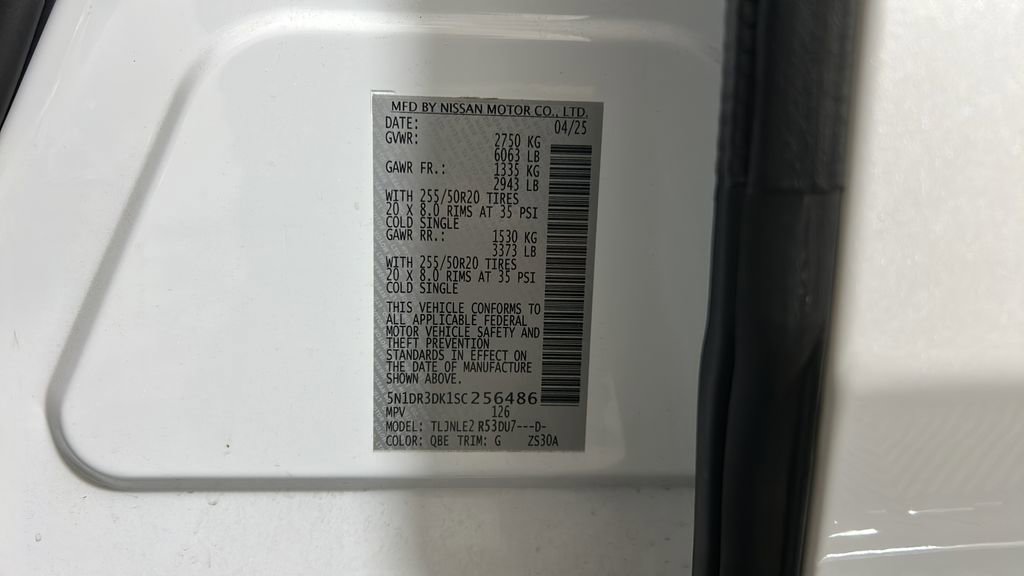 MFD BY NISSAN MOTOR CO., LTD.
DATE: 04/25
GVWR: 2750 KG
6063 LB
GAWR FR.: 1335 KG
2943 LB
WITH 255/50R20 TIRES
20 X 8.0 RIMS AT 35 PSI
COLD SINGLE
GAWR RR.: 1530 KG
3373 LB
WITH 255/50R20 TIRES
20 X 8.0 RIMS AT 35 PSI
COLD SINGLE
THIS VEHICLE CONFORMS TO
ALL APPLICABLE FEDERAL
MOTOR VEHICLE SAFETY AND
THEFT PREVENTION
STANDARDS IN EFFECT ON
THE DATE OF MANUFACTURE
SHOWN ABOVE.
5N1DR3DK1SC256486
MPV 126
MODEL: TLJNLE2 R53DU7---D-
COLOR: QBE TRIM: G ZS30A